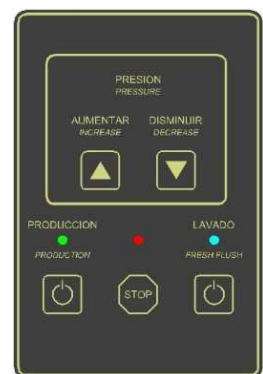 PRESION
PRESSURE
AUMENTAR DISMINUIR
INCREASE DECREASE
PRODUCCION LAVADO
PRODUCTION FRESH FLUSH
STOP